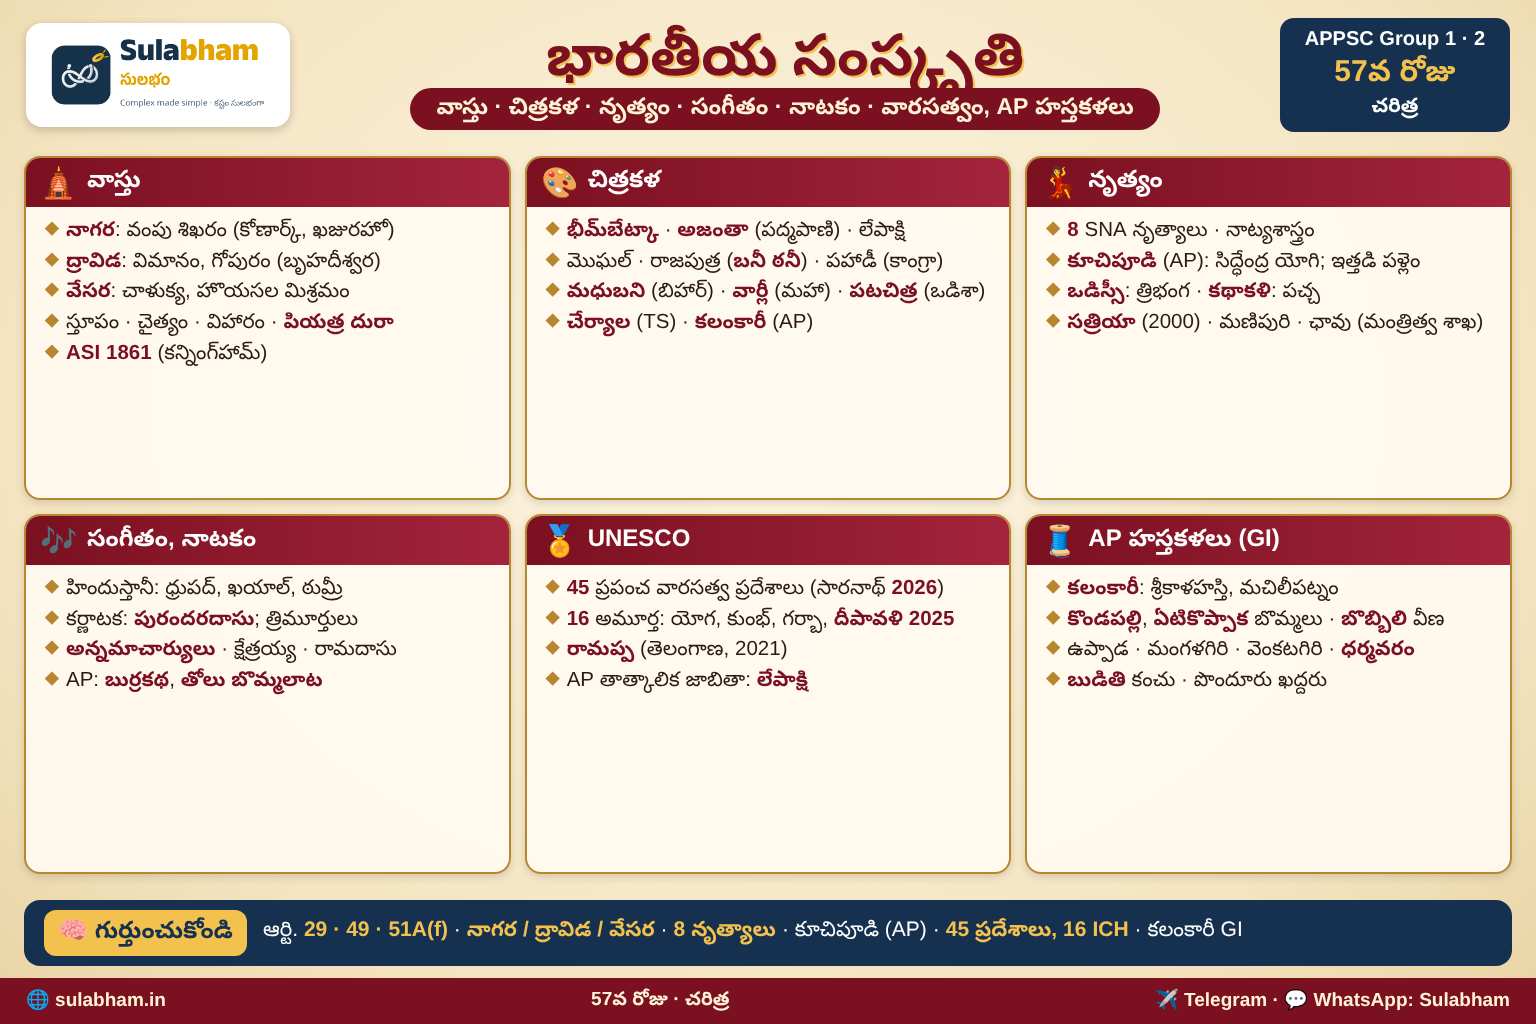 Sulabham
సులభం
Complex made simple · కష్టం సులభంగా
భారతీయ సంస్కృతి
వాస్తు · చిత్రకళ · నృత్యం · సంగీతం · నాటకం · వారసత్వం, AP హస్తకళలు
APPSC Group 1 · 2
57వ రోజు
చరిత్ర
వాస్తు
నాగర: వంపు శిఖరం (కోణార్క్, ఖజురహో)
ద్రావిడ: విమానం, గోపురం (బృహదీశ్వర)
వేసర: చాళుక్య, హొయసల మిశ్రమం
స్తూపం · చైత్యం · విహారం · పియత్ర దురా
ASI 1861 (కన్నింగ్‌హామ్)
చిత్రకళ
భీమ్‌బేట్కా · అజంతా (పద్మపాణి) · లేపాక్షి
మొఘల్ · రాజపుత్ర (బనీ ఠనీ) · పహాడీ (కాంగ్రా)
మధుబని (బిహార్) · వార్లీ (మహా) · పటచిత్ర (ఒడిశా)
చేర్యాల (TS) · కలంకారీ (AP)
నృత్యం
8 SNA నృత్యాలు · నాట్యశాస్త్రం
కూచిపూడి (AP): సిద్ధేంద్ర యోగి; ఇత్తడి పళ్లెం
ఒడిస్సీ: త్రిభంగ · కథాకళి: పచ్చ
సత్రియా (2000) · మణిపురి · ఛావు (మంత్రిత్వ శాఖ)
సంగీతం, నాటకం
హిందుస్తానీ: ధ్రుపద్, ఖయాల్, ఠుమ్రీ
కర్ణాటక: పురందరదాసు; త్రిమూర్తులు
అన్నమాచార్యులు · క్షేత్రయ్య · రామదాసు
AP: బుర్రకథ, తోలు బొమ్మలాట
UNESCO
45 ప్రపంచ వారసత్వ ప్రదేశాలు (సారనాథ్ 2026)
16 అమూర్త: యోగ, కుంభ్, గర్బా, దీపావళి 2025
రామప్ప (తెలంగాణ, 2021)
AP తాత్కాలిక జాబితా: లేపాక్షి
AP హస్తకళలు (GI)
కలంకారీ: శ్రీకాళహస్తి, మచిలీపట్నం
కొండపల్లి, ఏటికొప్పాక బొమ్మలు · బొబ్బిలి వీణ
ఉప్పాడ · మంగళగిరి · వెంకటగిరి · ధర్మవరం
బుడితి కంచు · పొందూరు ఖద్దరు
గుర్తుంచుకోండి ఆర్టి. 29 · 49 · 51A(f) · నాగర / ద్రావిడ / వేసర · 8 నృత్యాలు · కూచిపూడి (AP) · 45 ప్రదేశాలు, 16 ICH · కలంకారీ GI
sulabham.in
57వ రోజు · చరిత్ర
Telegram · WhatsApp: Sulabham